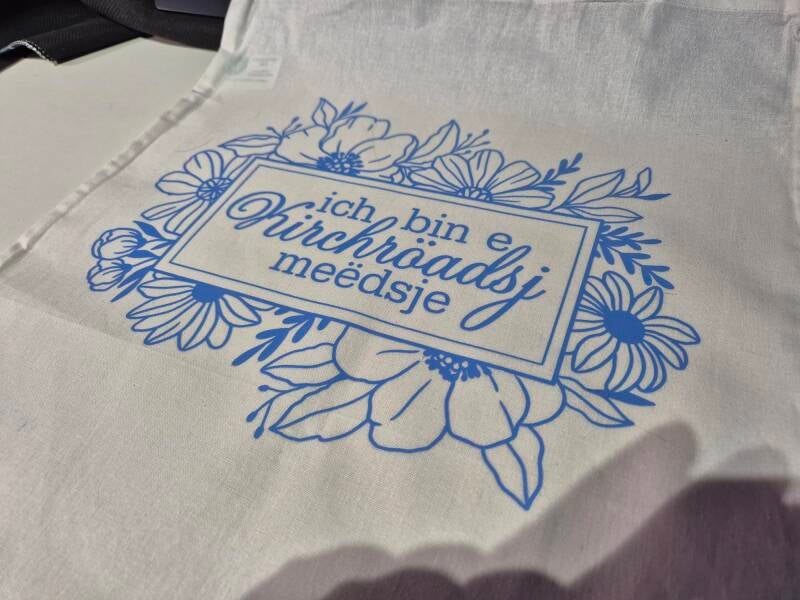 ich bin e
Kirchröadsj
meëdsje